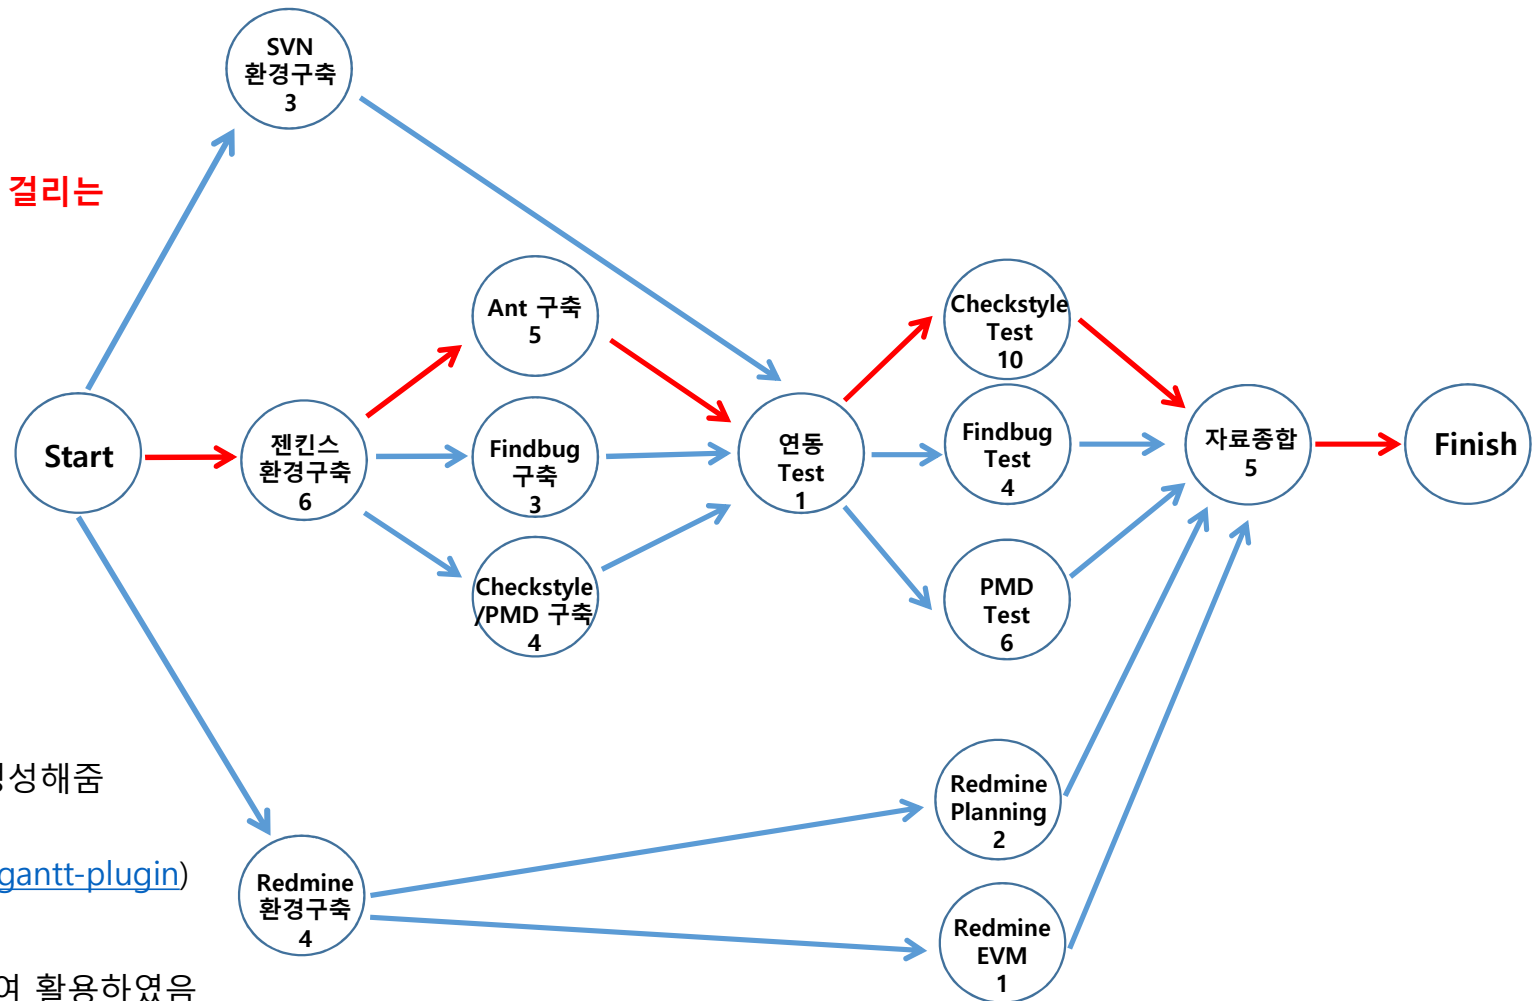 SVN
환경구축
3
걸리는
Ant 구축
5
Checkstyle
Test
10
Start
젠킨스
환경구축
6
Findbug
구축
3
연동
Test
1
Findbug
Test
4
자료종합
5
Finish
Checkstyle
/PMD 구축
4
PMD
Test
6
성해줌
Redmine
Planning
2
gantt-plugin)
Redmine
환경구축
4
Redmine
EVM
1
여 활용하였음